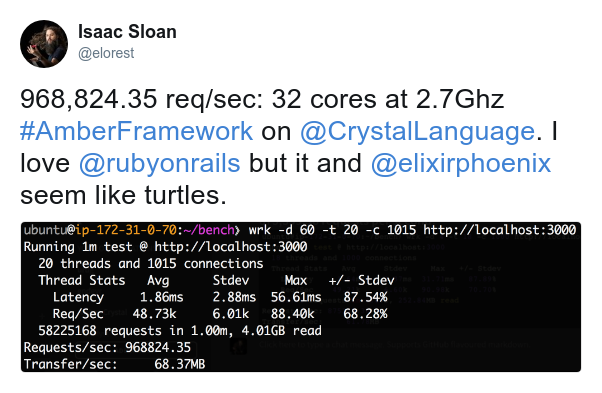 Isaac Sloan
@elorest
968,824.35 req/sec: 32 cores at 2.7Ghz
#AmberFramework on @CrystalLanguage. I
love @rubyonrails but it and @elixirphoenix
seem like turtles.
ubuntu@ip-172-31-0-70:~/bench› wrk -d 60 -t 20 -c 1015 http://localhost:3000
Running 1m test @ http://localhost:3000
20 threads and 1015 connections
Thread Stats Avg Stdev Max +/- Stdev
Latency 1.86ms 2.88ms 56.61ms 87.54%
Req/Sec 48.73k 6.01k 88.40k 68.28%
58225168 requests in 1.00m, 4.01GB read
Requests/sec: 968824.35
Transfer/sec: 68.37MB